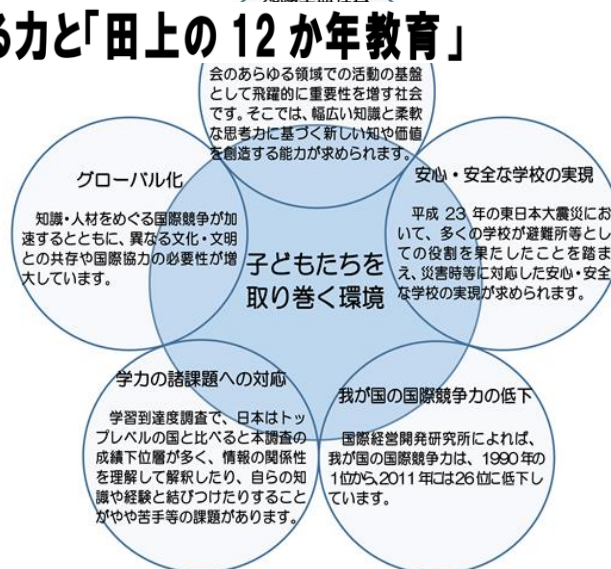 る力と「田上の12か年教育」
会のあらゆる領域での活動の基盤
として飛躍的に重要性を増す社会
です。そこでは、幅広い知識と柔軟
な思考力に基づく新しい知や価値
を創造する能力が求められます。
グローバル化
知識・人材をめぐる国際競争が加
速するとともに、異なる文化・文明
との共存や国際協力の必要性が増
大しています。
安心・安全な学校の実現
平成 23 年の東日本大震災にお
いて、多くの学校が避難所等とし
ての役割を果たしたことを踏ま
え、災害時等に対応した安心・安全
な学校の実現が求められます。
子どもたちを
取り巻く環境
学力の諸課題への対応
学習到達度調査で、日本はトッ
プレベルの国と比べると本調査の
成績下位層が多く、情報の関係性
を理解して解釈したり、自らの知
識や経験と結びつけたりすること
がやや苦手等の課題があります。
我が国の国際競争力の低下
国際経営開発研究所によれば、
我が国の国際競争力は、1990年の
1位から、2011年には26位に低下し
ています。